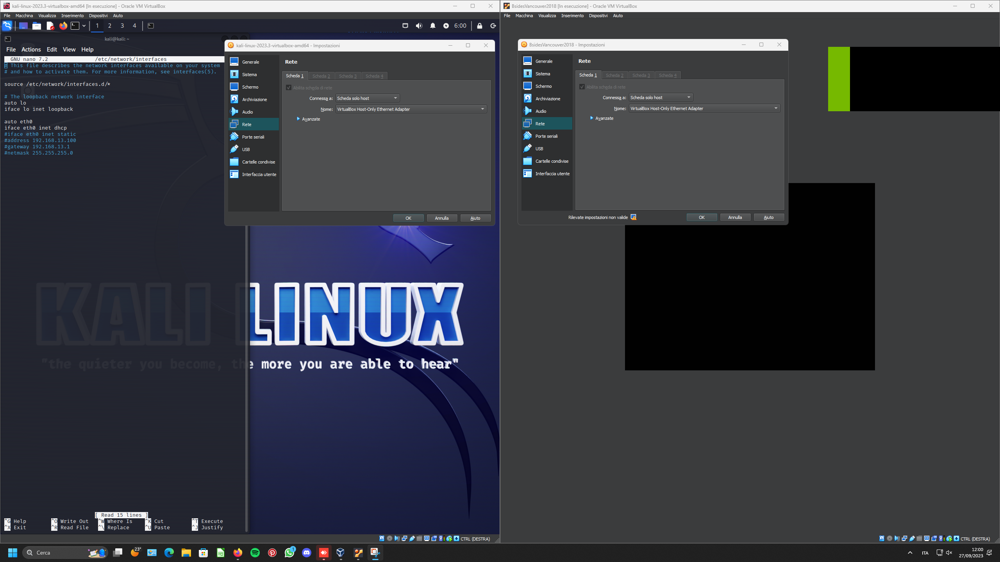 kali-linux-2023.3-virtualbox-amd64 [In esecuzione] - Oracle VM VirtualBox
File Macchina Visualizza Inserimento Dispositivi Aiuto
1 2 3 4 6:00
kali@kali: ~
File Actions Edit View Help
GNU nano 7.2 /etc/network/interfaces
# This file describes the network interfaces available on your system
# and how to activate them. For more information, see interfaces(5).
source /etc/network/interfaces.d/*
# The loopback network interface
auto lo
iface lo inet loopback
auto eth0
iface eth0 inet dhcp
#iface eth0 inet static
#address 192.168.13.100
#gateway 192.168.13.1
#netmask 255.255.255.0
[ Read 15 lines ]
^G Help ^O Write Out ^W Where Is ^K Cut ^T Execute
^X Exit ^R Read File ^\ Replace ^U Paste ^J Justify
kali-linux-2023.3-virtualbox-amd64 - Impostazioni
Generale
Sistema
Schermo
Archiviazione
Audio
Rete
Porte seriali
USB
Cartelle condivise
Interfaccia utente
Rete
Scheda 1 Scheda 2 Scheda 3 Scheda 4
Abilita scheda di rete
Connessa a: Scheda solo host
Nome: VirtualBox Host-Only Ethernet Adapter
Avanzate
OK Annulla Aiuto
KALI LINUX
"the quieter you become, the more you are able to hear"
CTRL (DESTRA)
BsidesVancouver2018 [In esecuzione] - Oracle VM VirtualBox
File Macchina Visualizza Inserimento Dispositivi Aiuto
BsidesVancouver2018 - Impostazioni
Generale
Sistema
Schermo
Archiviazione
Audio
Rete
Porte seriali
USB
Cartelle condivise
Interfaccia utente
Rete
Scheda 1 Scheda 2 Scheda 3 Scheda 4
Abilita scheda di rete
Connessa a: Scheda solo host
Nome: VirtualBox Host-Only Ethernet Adapter
Avanzate
Rilevate impostazioni non valide
OK Annulla Aiuto
CTRL (DESTRA)
Cerca
23°
1
ITA
12:00
27/09/2023